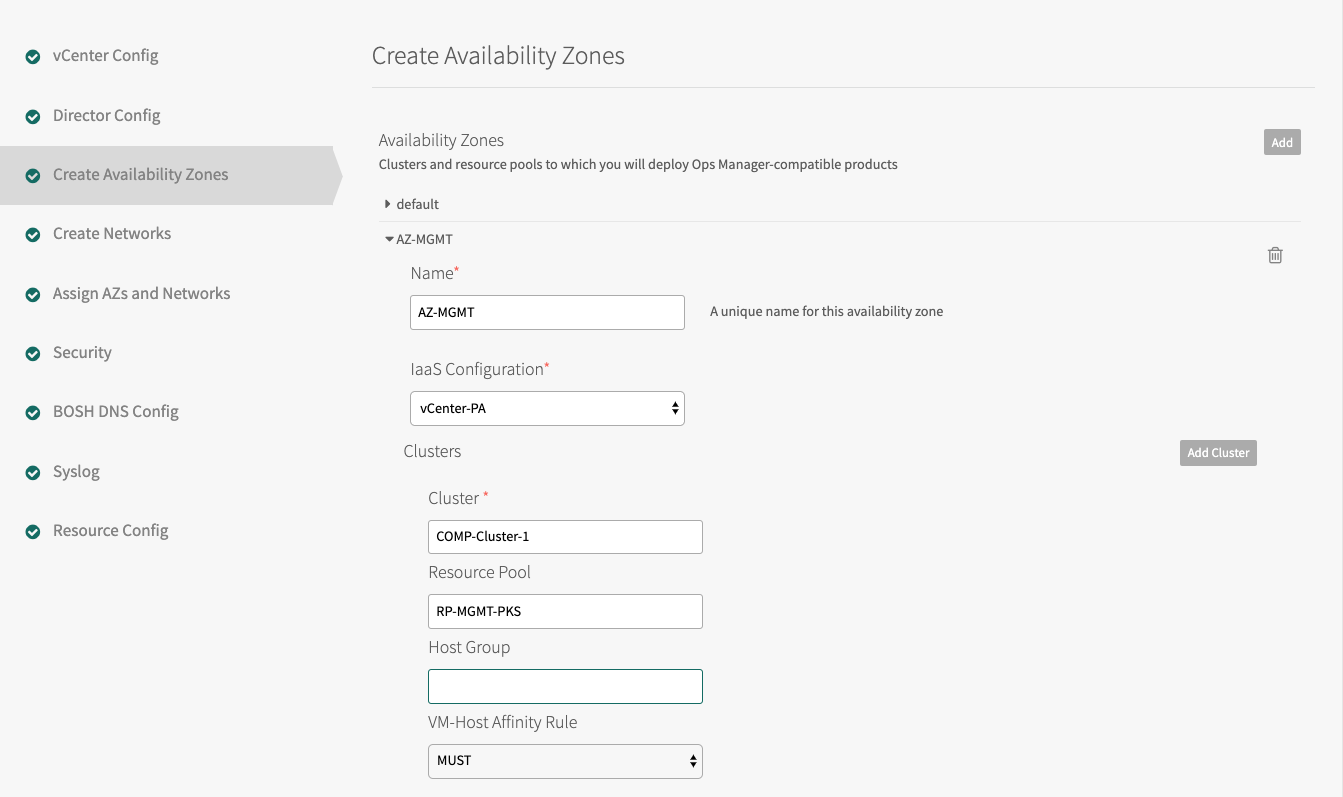 vCenter Config
Director Config
Create Availability Zones
Create Networks
Assign AZs and Networks
Security
BOSH DNS Config
Syslog
Resource Config
Create Availability Zones
Availability Zones
Add
Clusters and resource pools to which you will deploy Ops Manager-compatible products
default
AZ-MGMT
Name*
AZ-MGMT
A unique name for this availability zone
IaaS Configuration*
vCenter-PA
Clusters
Add Cluster
Cluster *
COMP-Cluster-1
Resource Pool
RP-MGMT-PKS
Host Group
VM-Host Affinity Rule
MUST